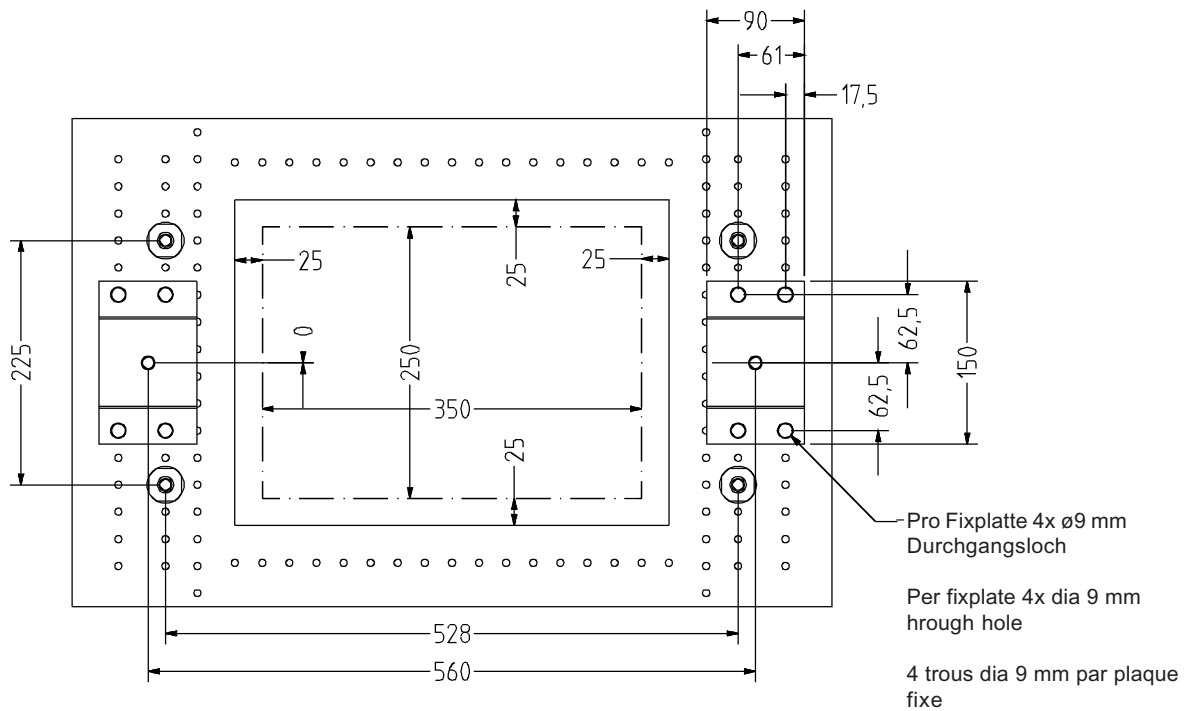 90
61
17,5
25
25
25
0
225
250
350
25
62,5
62,5
150
528
560
Pro Fixplatte 4x ø9 mm
Durchgangsloch
Per fixplate 4x dia 9 mm
hrough hole
4 trous dia 9 mm par plaque
fixe